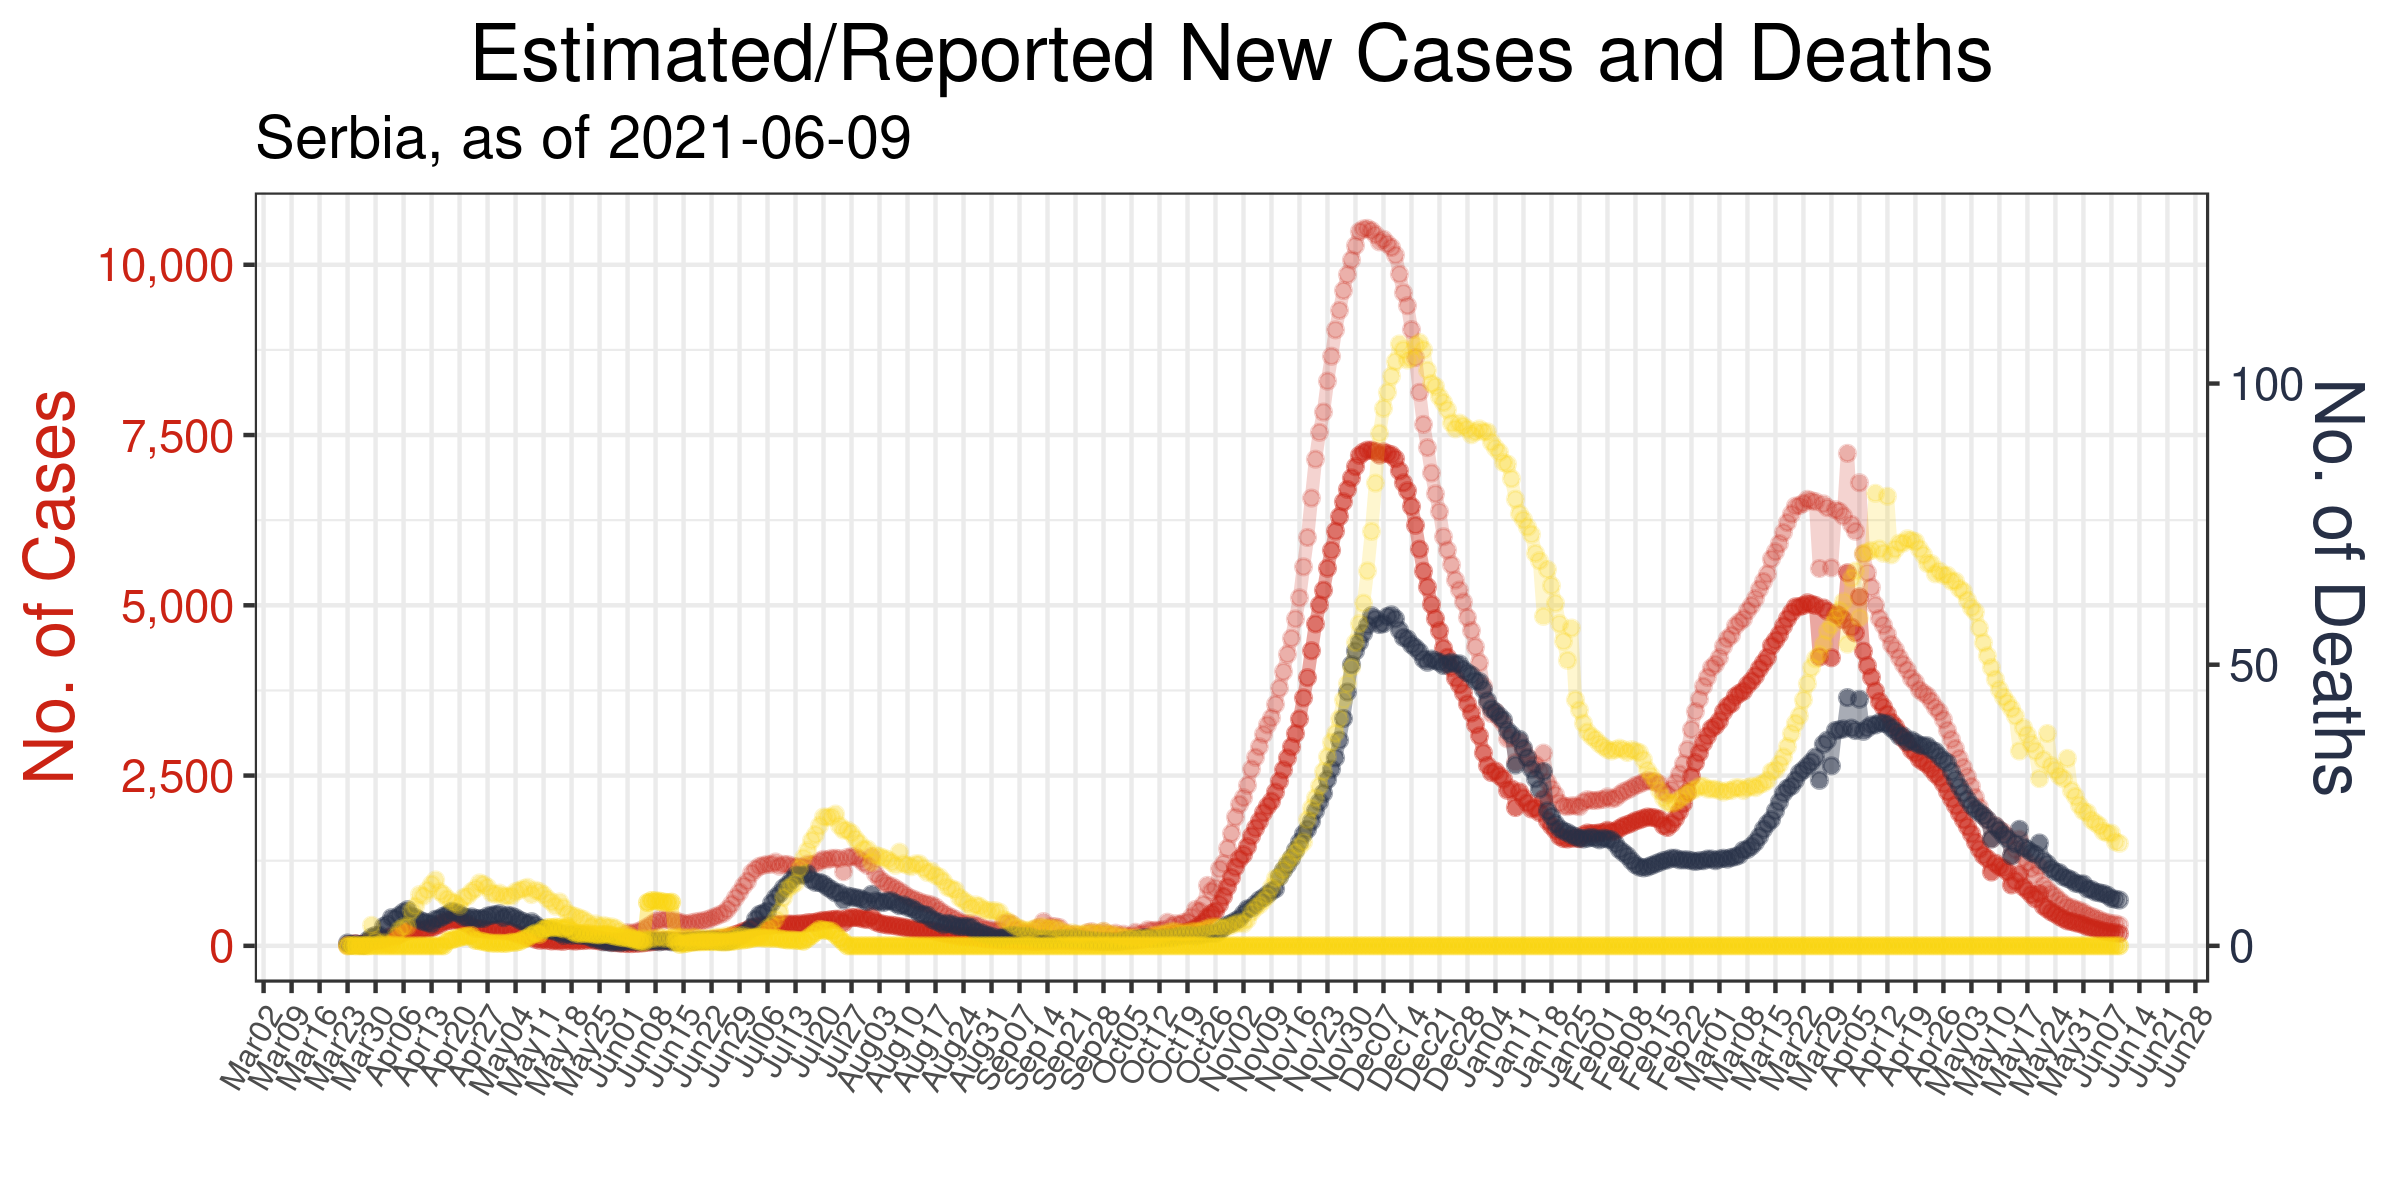 Estimated/Reported New Cases and Deaths
Serbia, as of 2021-06-09
No. of Cases
10,000
7,500
5,000
2,500
0
100
50
0
No. of Deaths
Mar02
Mar09
Mar16
Mar23
Mar30
Apr06
Apr13
Apr20
Apr27
May04
May11
May18
May25
Jun01
Jun08
Jun15
Jun22
Jun29
Jul06
Jul13
Jul20
Jul27
Aug03
Aug10
Aug17
Aug24
Aug31
Sep07
Sep14
Sep21
Sep28
Oct05
Oct12
Oct19
Oct26
Nov02
Nov09
Nov16
Nov23
Nov30
Dec07
Dec14
Dec21
Dec28
Jan04
Jan11
Jan18
Jan25
Feb01
Feb08
Feb15
Feb22
Mar01
Mar08
Mar15
Mar22
Mar29
Apr05
Apr12
Apr19
Apr26
May03
May10
May17
May24
May31
Jun07
Jun14
Jun21
Jun28